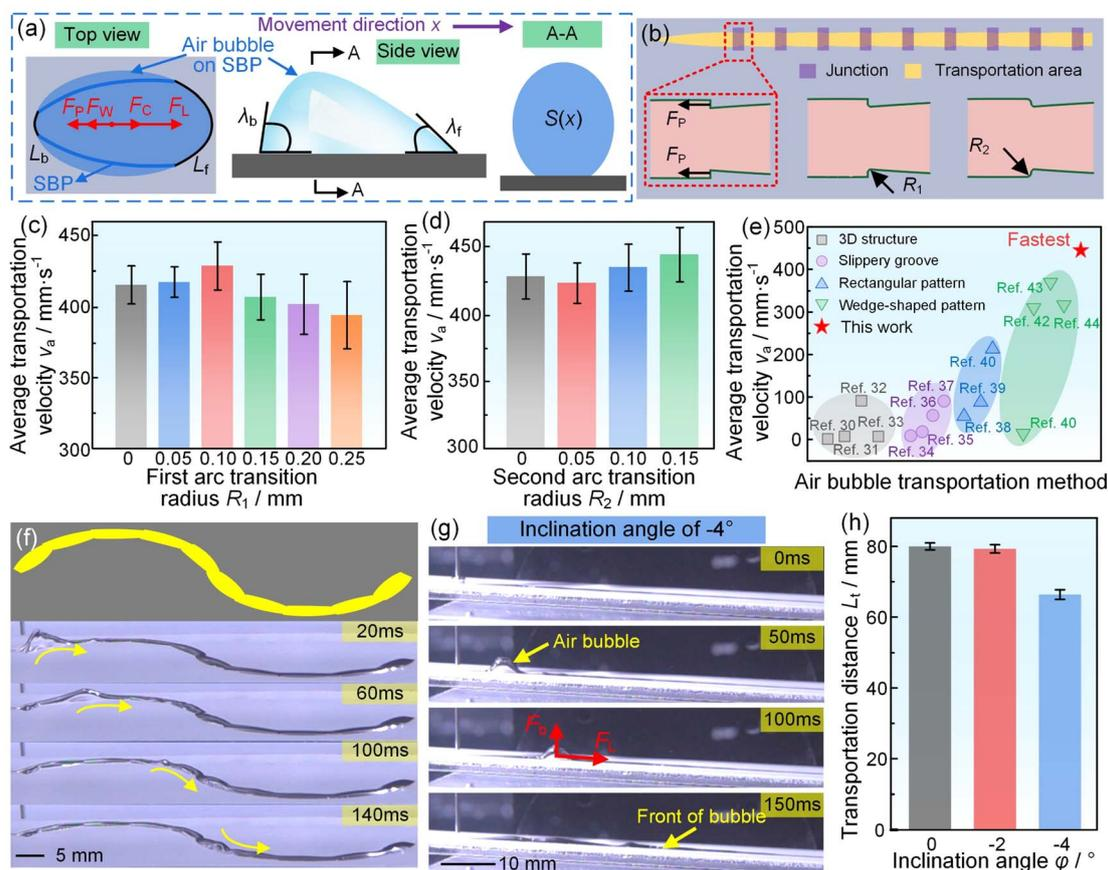 (a)
Top view
Movement direction x
Air bubble
on SBP
Side view
A-A
A
A
F_P F_W F_C F_L
L_b
L_f
SBP
λ_b
λ_f
S(x)
(b)
Junction
Transportation area
F_P
F_P
R_1
R_2
(c)
Average transportation
velocity v_a / mm·s⁻¹
450
400
350
300
0 0.05 0.10 0.15 0.20 0.25
First arc transition
radius R_1 / mm
(d)
Average transportation
velocity v_a / mm·s⁻¹
450
400
350
300
0 0.05 0.10 0.15
Second arc transition
radius R_2 / mm
(e)
Average transportation
velocity v_a / mm·s⁻¹
500
400
300
200
100
0
3D structure
Slippery groove
Rectangular pattern
Wedge-shaped pattern
This work
Fastest
Ref. 43
Ref. 42
Ref. 44
Ref. 40
Ref. 32
Ref. 37
Ref. 39
Ref. 36
Ref. 30
Ref. 33
Ref. 38
Ref. 40
Ref. 31
Ref. 34
Ref. 35
Air bubble transportation method
(f)
20ms
60ms
100ms
140ms
5 mm
(g)
Inclination angle of -4°
0ms
50ms
Air bubble
100ms
F_b
F_L
150ms
Front of bubble
10 mm
(h)
Transportation distance L_t / mm
80
60
40
20
0
0 -2 -4
Inclination angle φ / °